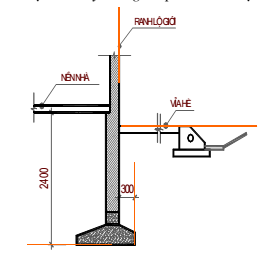 RANH LỘ GIỚI
NỀN NHÀ
VỈA HÈ
300
2400